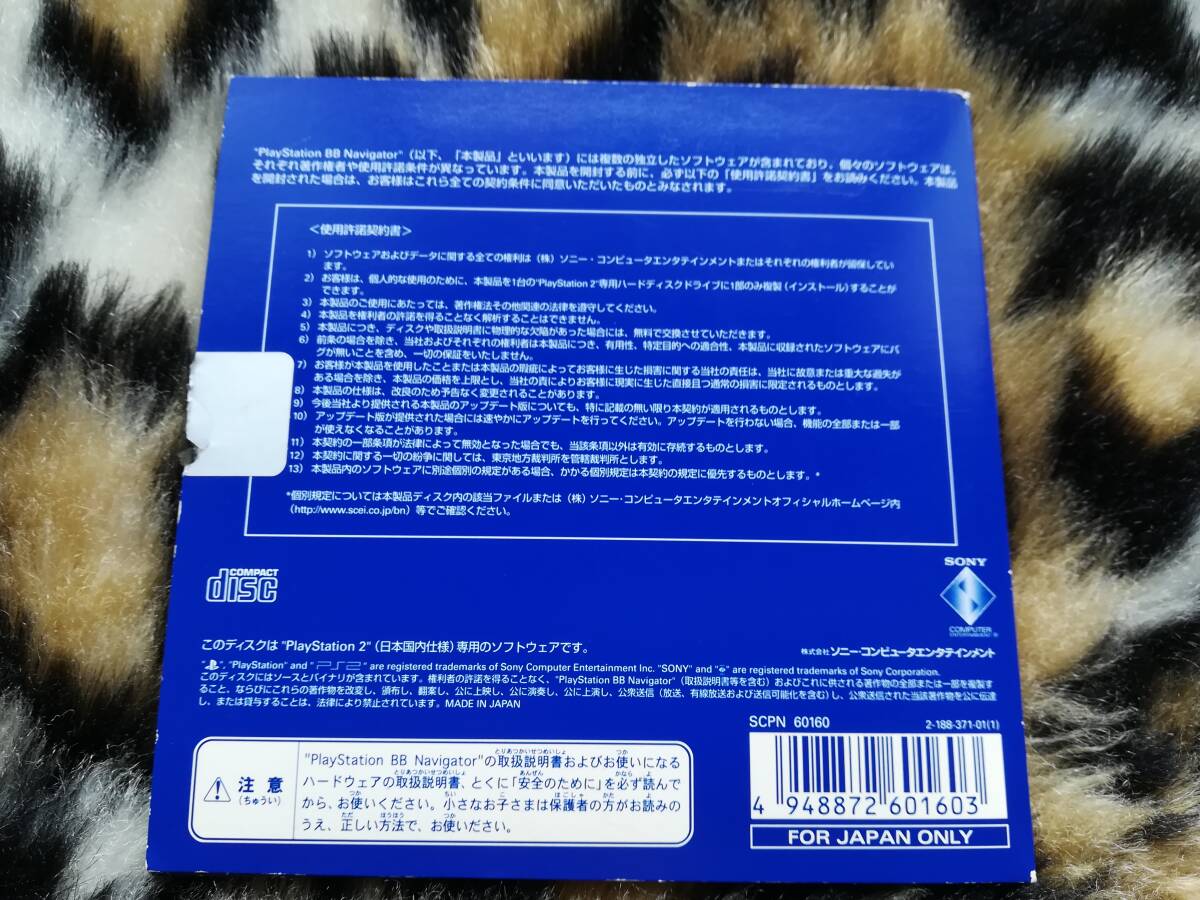 "PlayStation BB Navigator"（以下、「本製品」といいます）には複数の独立したソフトウェアが含まれており、個々のソフトウェアは、
それぞれ著作権者や使用許諾条件が異なっています。本製品を開封する前に、必ず以下の「使用許諾契約書」をお読みください。本製品
を開封された場合は、お客様はこれら全ての契約条件に同意いただいたものとみなされます。
＜使用許諾契約書＞
1） ソフトウェアおよびデータに関する全ての権利は（株）ソニー・コンピュータエンタテインメントまたはそれぞれの権利者が留保してい
ます。
2） お客様は、個人的な使用のために、本製品を1台の"PlayStation 2"専用ハードディスクドライブに1部のみ複製（インストール）することが
できます。
3） 本製品のご使用にあたっては、著作権法その他関連の法律を遵守してください。
4） 本製品を権利者の許諾を得ることなく解析することはできません。
5） 本製品につき、ディスクや取扱説明書に物理的な欠陥があった場合には、無料で交換させていただきます。
6） 前条の場合を除き、当社およびそれぞれの権利者は本製品につき、有用性、特定目的への適合性、本製品に収録されたソフトウェアにバ
グが無いことを含め、一切の保証をいたしません。
7） お客様が本製品を使用したことまたは本製品の瑕疵によってお客様に生じた損害に関する当社の責任は、当社に故意または重大な過失が
ある場合を除き、本製品の価格を上限とし、当社の責によりお客様に現実に生じた直接且つ通常の損害に限定されるものとします。
8） 本製品の仕様は、改良のため予告なく変更されることがあります。
9） 今後当社より提供される本製品のアップデート版についても、特に記載の無い限り本契約が適用されるものとします。
10） アップデート版が提供された場合には速やかにアップデートを行ってください。アップデートを行わない場合、機能の全部または一部
が使えなくなることがあります。
11） 本契約の一部条項が法律によって無効となった場合でも、当該条項以外は有効に存続するものとします。
12） 本契約に関する一切の紛争に関しては、東京地方裁判所を管轄裁判所とします。
13） 本製品内のソフトウェアに別途個別の規定がある場合、かかる個別規定は本契約の規定に優先するものとします。*
*個別規定については本製品ディスク内の該当ファイルまたは（株）ソニー・コンピュータエンタテインメントオフィシャルホームページ内
（http://www.scei.co.jp/bn）等でご確認ください。
COMPACT
disc
SONY
COMPUTER
ENTERTAINMENT
このディスクは "PlayStation 2"（日本国内仕様）専用のソフトウェアです。
株式会社 ソニー・コンピュータエンタテインメント
" ", "PlayStation" and "PS2" are registered trademarks of Sony Computer Entertainment Inc. "SONY" and " " are registered trademarks of Sony Corporation.
このディスクにはソースとバイナリが含まれています。権利者の許諾を得ることなく、"PlayStation BB Navigator"（取扱説明書等を含む）およびこれに供される著作物の全部または一部を複製す
ること、ならびにこれらの著作物を改変し、頒布し、翻案し、公に上映し、公に演奏し、公に上演し、公衆送信（放送、有線放送および送信可能化を含む）し、公衆送信された当該著作物を公に伝達
し、または貸与することは、法律により禁止されています。MADE IN JAPAN
SCPN 60160
2-188-371-01(1)
注意
（ちゅうい）
とりあつかいせつめいしょ つか
"PlayStation BB Navigator"の取扱説明書およびお使いになる
とりあつかいせつめいしょ あんぜん かなら よ
ハードウェアの取扱説明書、とくに「安全のために」を必ず読んで
つか ちい こ ほごしゃ かた よ
から、お使いください。小さなお子さまは保護者の方がお読みの
ただ ほうほう つか
うえ、正しい方法で、お使いください。
4 948872 601603
FOR JAPAN ONLY